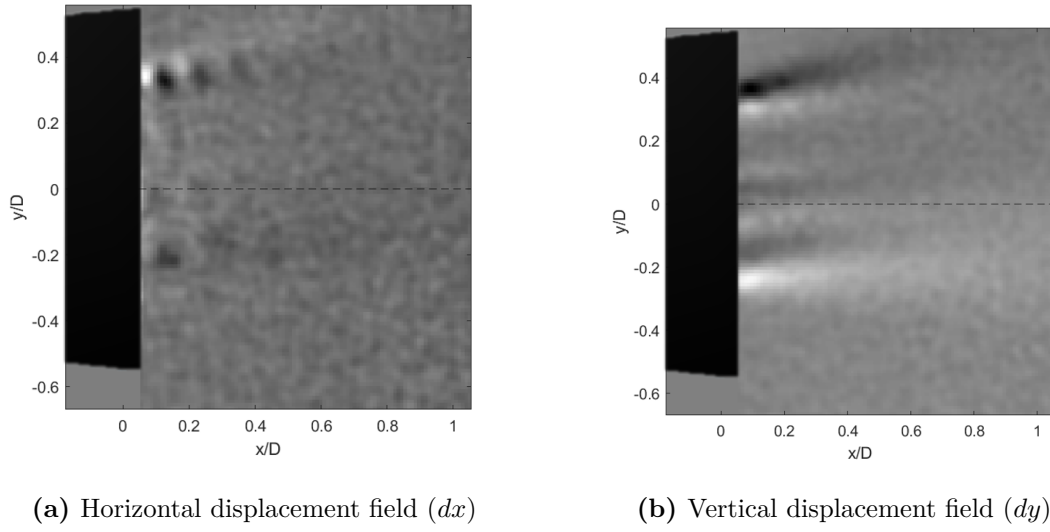 0.4
0.2
0
-0.2
-0.4
-0.6
y/D
0 0.2 0.4 0.6 0.8 1
x/D
(a) Horizontal displacement field (dx)
0.4
0.2
0
-0.2
-0.4
-0.6
y/D
0 0.2 0.4 0.6 0.8 1
x/D
(b) Vertical displacement field (dy)